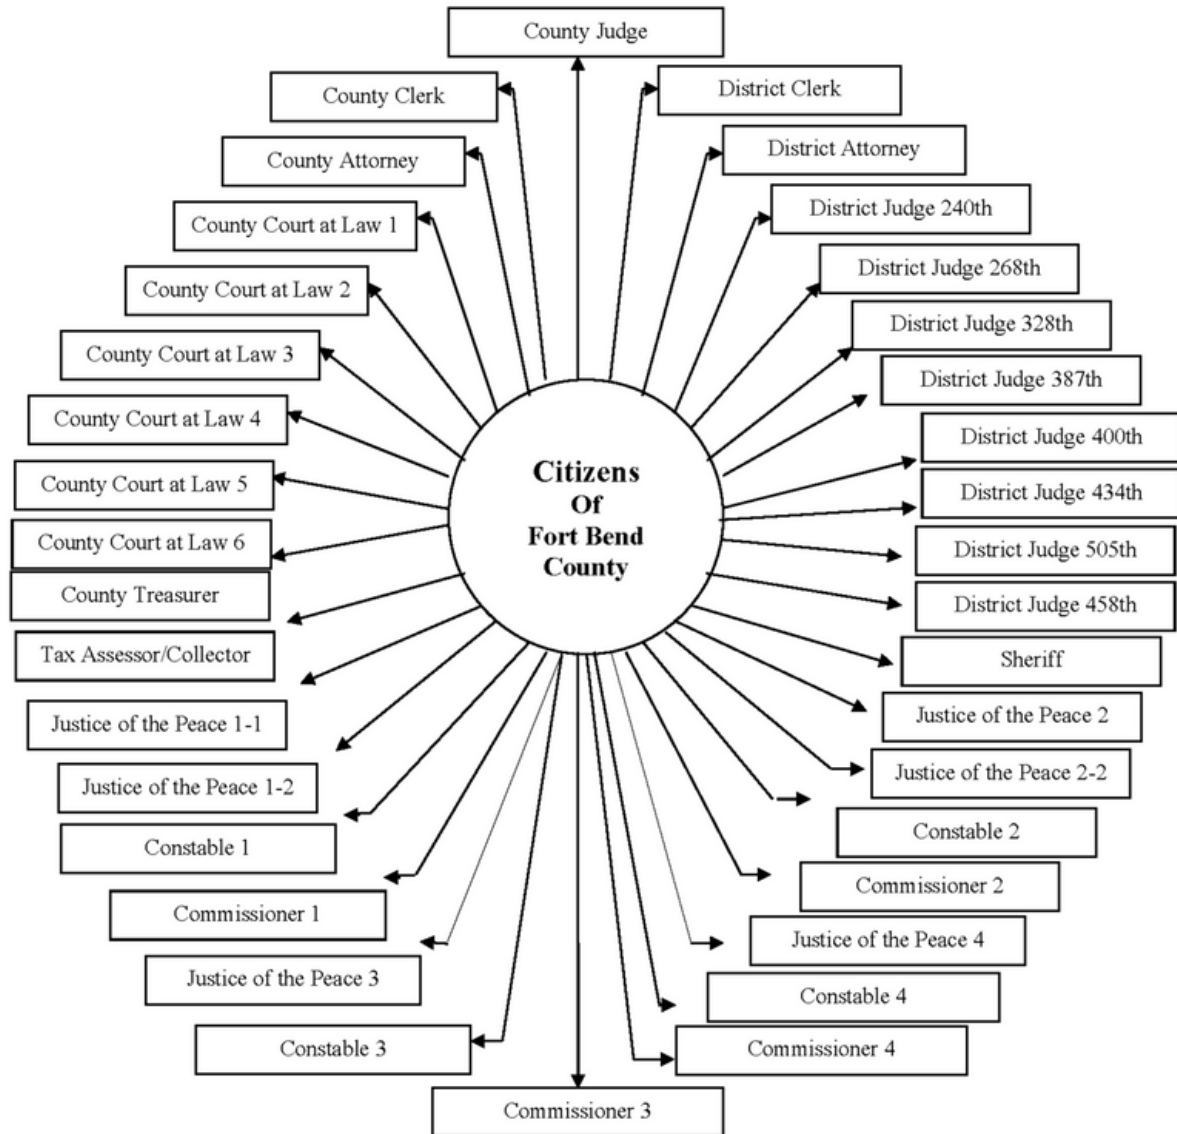 County Judge
County Clerk
District Clerk
County Attorney
District Attorney
County Court at Law 1
District Judge 240th
County Court at Law 2
District Judge 268th
County Court at Law 3
District Judge 328th
District Judge 387th
County Court at Law 4
District Judge 400th
County Court at Law 5
District Judge 434th
County Court at Law 6
District Judge 505th
County Treasurer
District Judge 458th
Tax Assessor/Collector
Sheriff
Justice of the Peace 1-1
Justice of the Peace 2
Justice of the Peace 1-2
Justice of the Peace 2-2
Constable 1
Constable 2
Commissioner 1
Commissioner 2
Justice of the Peace 3
Justice of the Peace 4
Constable 3
Constable 4
Commissioner 4
Commissioner 3
Citizens
Of
Fort Bend
County